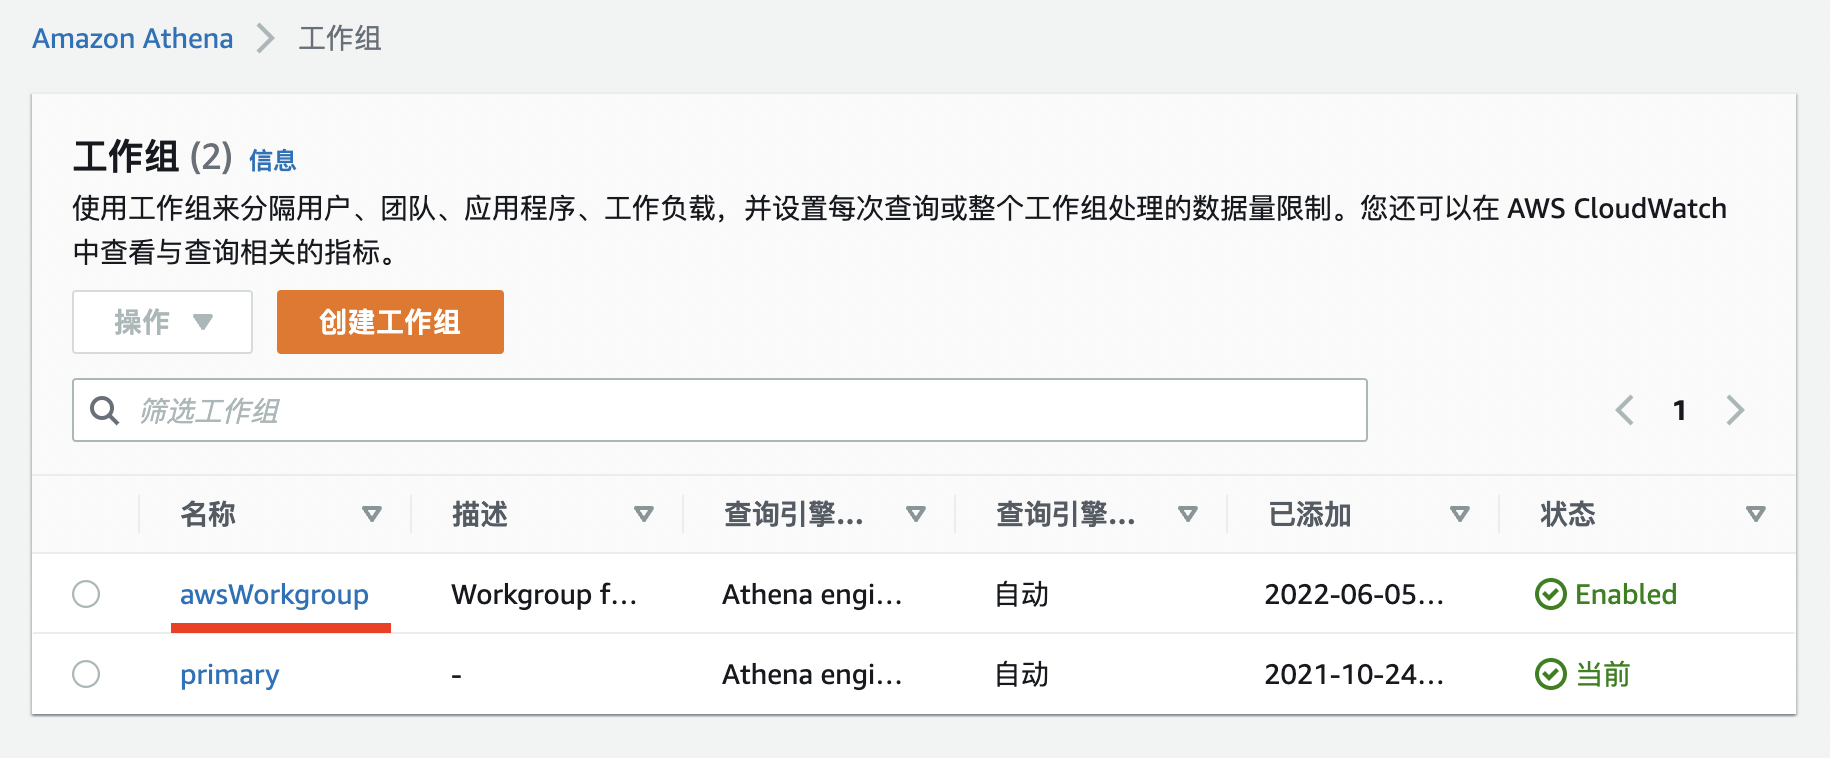 Amazon Athena > 工作组
工作组 (2) 信息
使用工作组来分隔用户、团队、应用程序、工作负载，并设置每次查询或整个工作组处理的数据量限制。您还可以在 AWS CloudWatch
中查看与查询相关的指标。
操作 创建工作组
筛选工作组 1
名称 描述 查询引擎... 查询引擎... 已添加 状态
awsWorkgroup Workgroup f... Athena engi... 自动 2022-06-05... Enabled
primary - Athena engi... 自动 2021-10-24... 当前